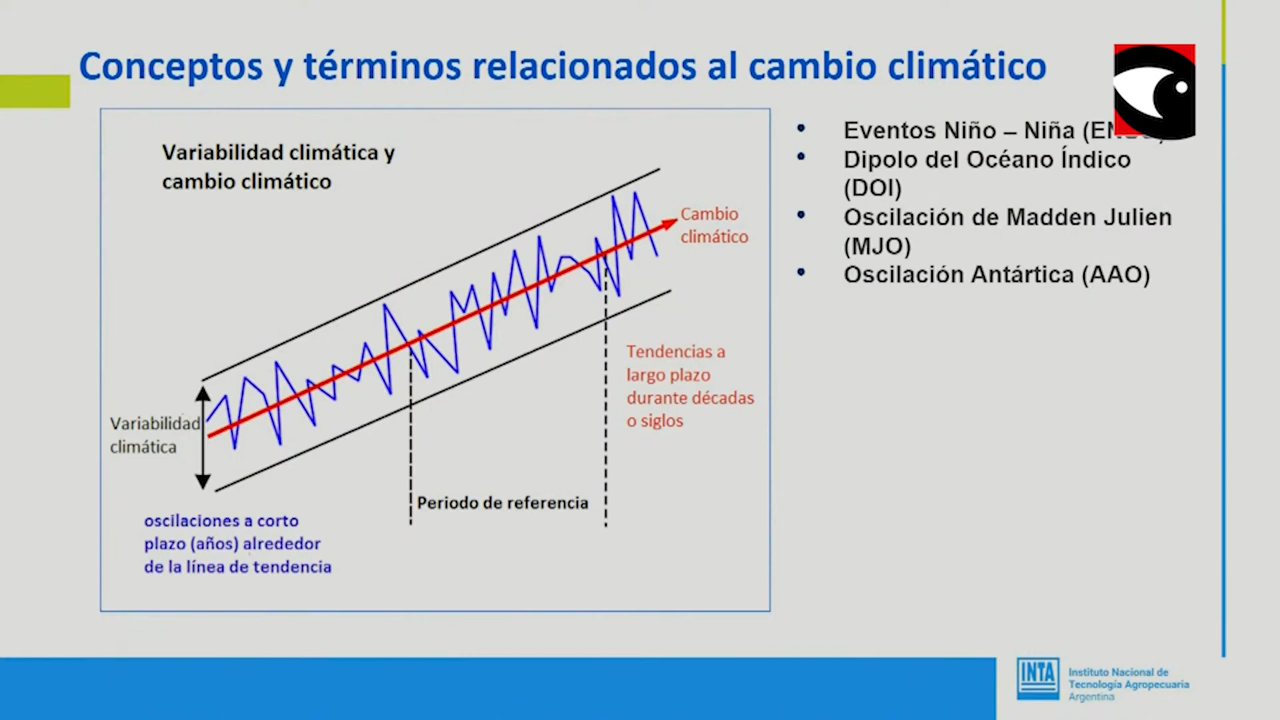 Conceptos y términos relacionados al cambio climático
Variabilidad climática y
cambio climático
Cambio
climático
Tendencias a
largo plazo
durante décadas
o siglos
Variabilidad
climática
Periodo de referencia
oscilaciones a corto
plazo (años) alrededor
de la línea de tendencia
• Eventos Niño – Niña
• Dipolo del Océano Índico
(DOI)
• Oscilación de Madden Julien
(MJO)
• Oscilación Antártica (AAO)
INTA
Instituto Nacional de
Tecnología Agropecuaria
Argentina